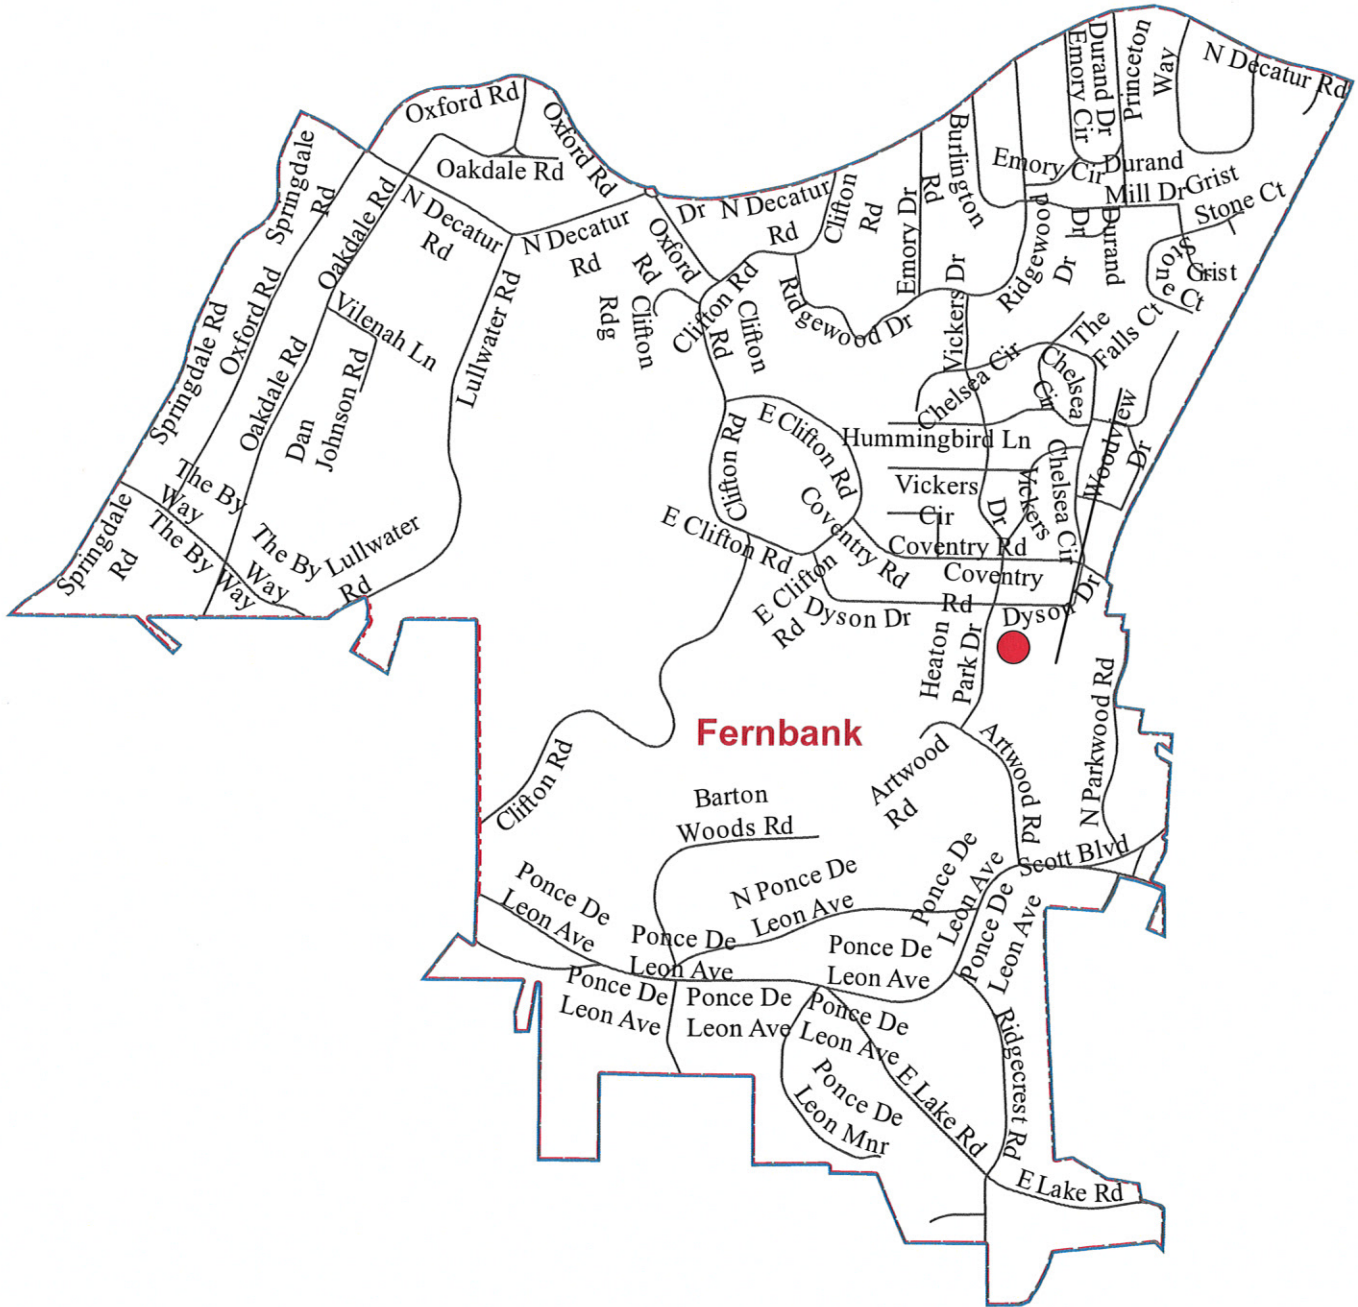 N Decatur Rd
Princeton
Way
Durand Dr
Emory Cir
Oxford Rd
Oxford Rd
Oakdale Rd
Springdale
Rd
N Decatur
Rd
N Decatur
Rd
Oakdale Rd
Oxford
Rd
Dr
N Decatur
Rd
Clifton
Rd
Emory Dr
Rd
Burlington
Emory
Cir
Durand
Mill Dr
Grist
Stone Ct
Ridgewood
Dr
Dr
Durand
Ston
e Ct
Grist
Oxford Rd
Springdale Rd
Vilenah Ln
Oakdale Rd
Dan
Johnson Rd
Lullwater Rd
Clifton
Rdg
Clifton Rd
Clifton
Rd
Ridgewood Dr
Vickers Dr
The
Falls Ct
Chelsea Cir
Chelsea
Cir
Clifton Rd
E Clifton Rd
Hummingbird Ln
Woodview
Dr
Chelsea Cir
Vickers
Cir
Dr
Vickers
The By
Way
The By
Way
The By
Way
Springdale
Rd
Lullwater
Rd
E Clifton Rd
Coventry Rd
Coventry Rd
Coventry
Rd
E Clifton
Rd
Dyson Dr
Dyson Dr
Heaton
Park Dr
N Parkwood Rd
Fernbank
Artwood
Rd
Artwood Rd
Clifton Rd
Barton
Woods Rd
Scott Blvd
Ponce De
Leon Ave
N Ponce De
Leon Ave
Ponce De
Leon Ave
Ponce De
Leon Ave
Ponce De
Leon Ave
Ponce De
Leon Ave
Ponce De
Leon Ave
Ponce De
Leon Ave
Ponce De
Leon Ave
Ponce De
Leon Mnr
E Lake Rd
Ridgecrest Rd
E Lake Rd